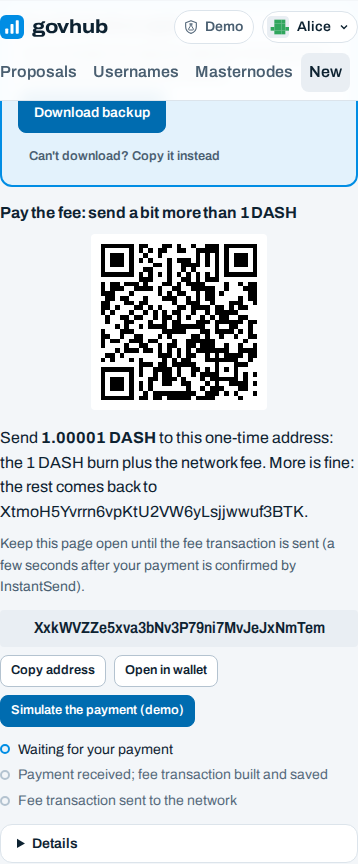 govhub
Demo
Alice
Proposals Usernames Masternodes New
Download backup
Can't download? Copy it instead
Pay the fee: send a bit more than 1 DASH
Send 1.00001 DASH to this one-time address:
the 1 DASH burn plus the network fee. More is fine:
the rest comes back to
XtmoH5Yvrrn6vpKtU2VW6yLsjjwwuf3BTK.
Keep this page open until the fee transaction is sent (a
few seconds after your payment is confirmed by
InstantSend).
XxkWVZZe5xva3bNv3P79ni7MvJeJxNmTem
Copy address
Open in wallet
Simulate the payment (demo)
Waiting for your payment
Payment received; fee transaction built and saved
Fee transaction sent to the network
Details